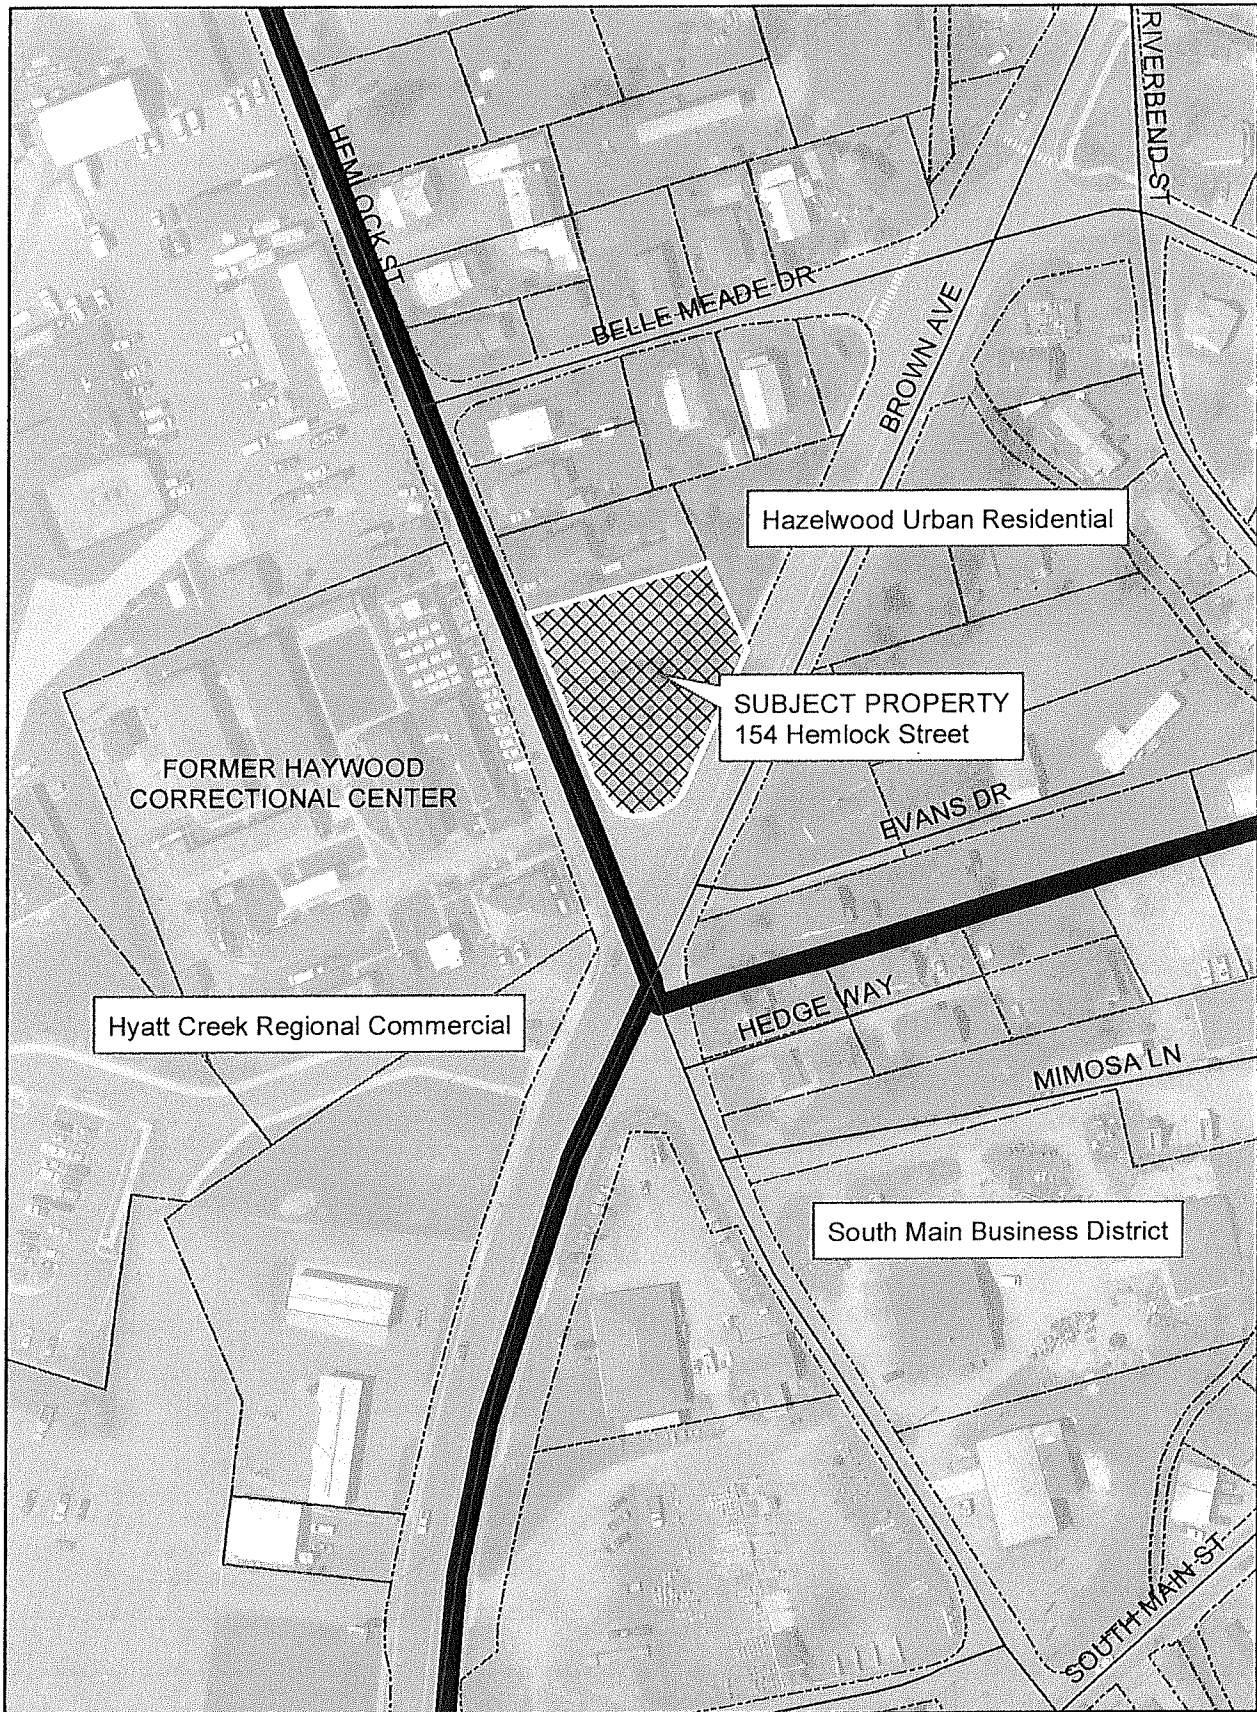 RIVERBEND ST
HEMLOCK ST
BELLE MEADE DR
BROWN AVE
Hazelwood Urban Residential
SUBJECT PROPERTY
154 Hemlock Street
FORMER HAYWOOD
CORRECTIONAL CENTER
EVANS DR
HEDGE WAY
Hyatt Creek Regional Commercial
MIMOSA LN
South Main Business District
SOUTH MAIN ST